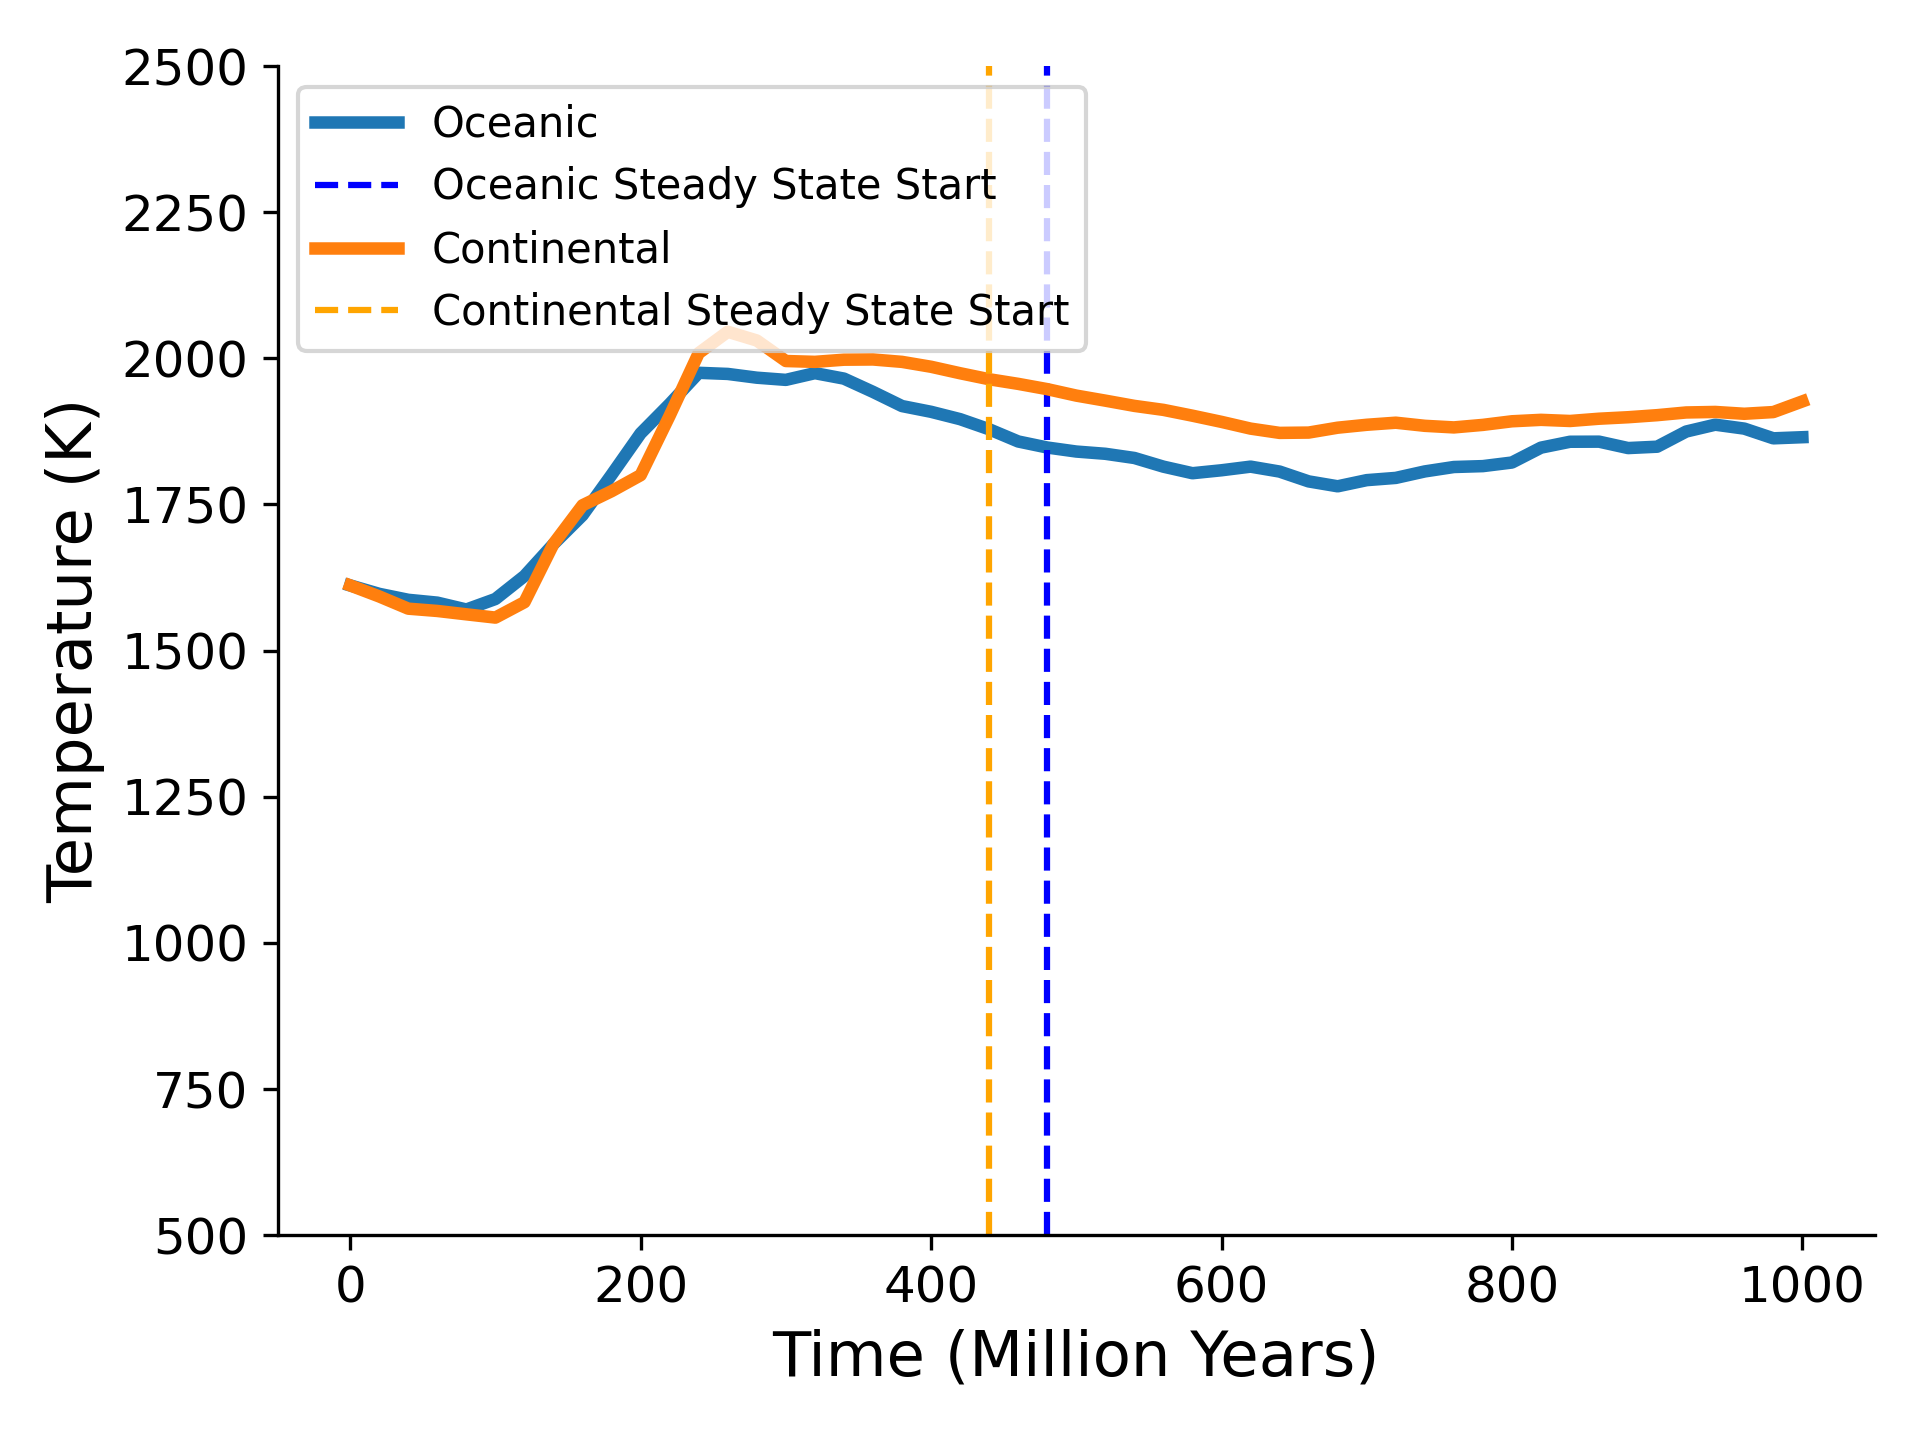 2500
2250
2000
1750
1500
1250
1000
750
500
Temperature (K)
Oceanic
Oceanic Steady State Start
Continental
Continental Steady State Start
0 200 400 600 800 1000
Time (Million Years)